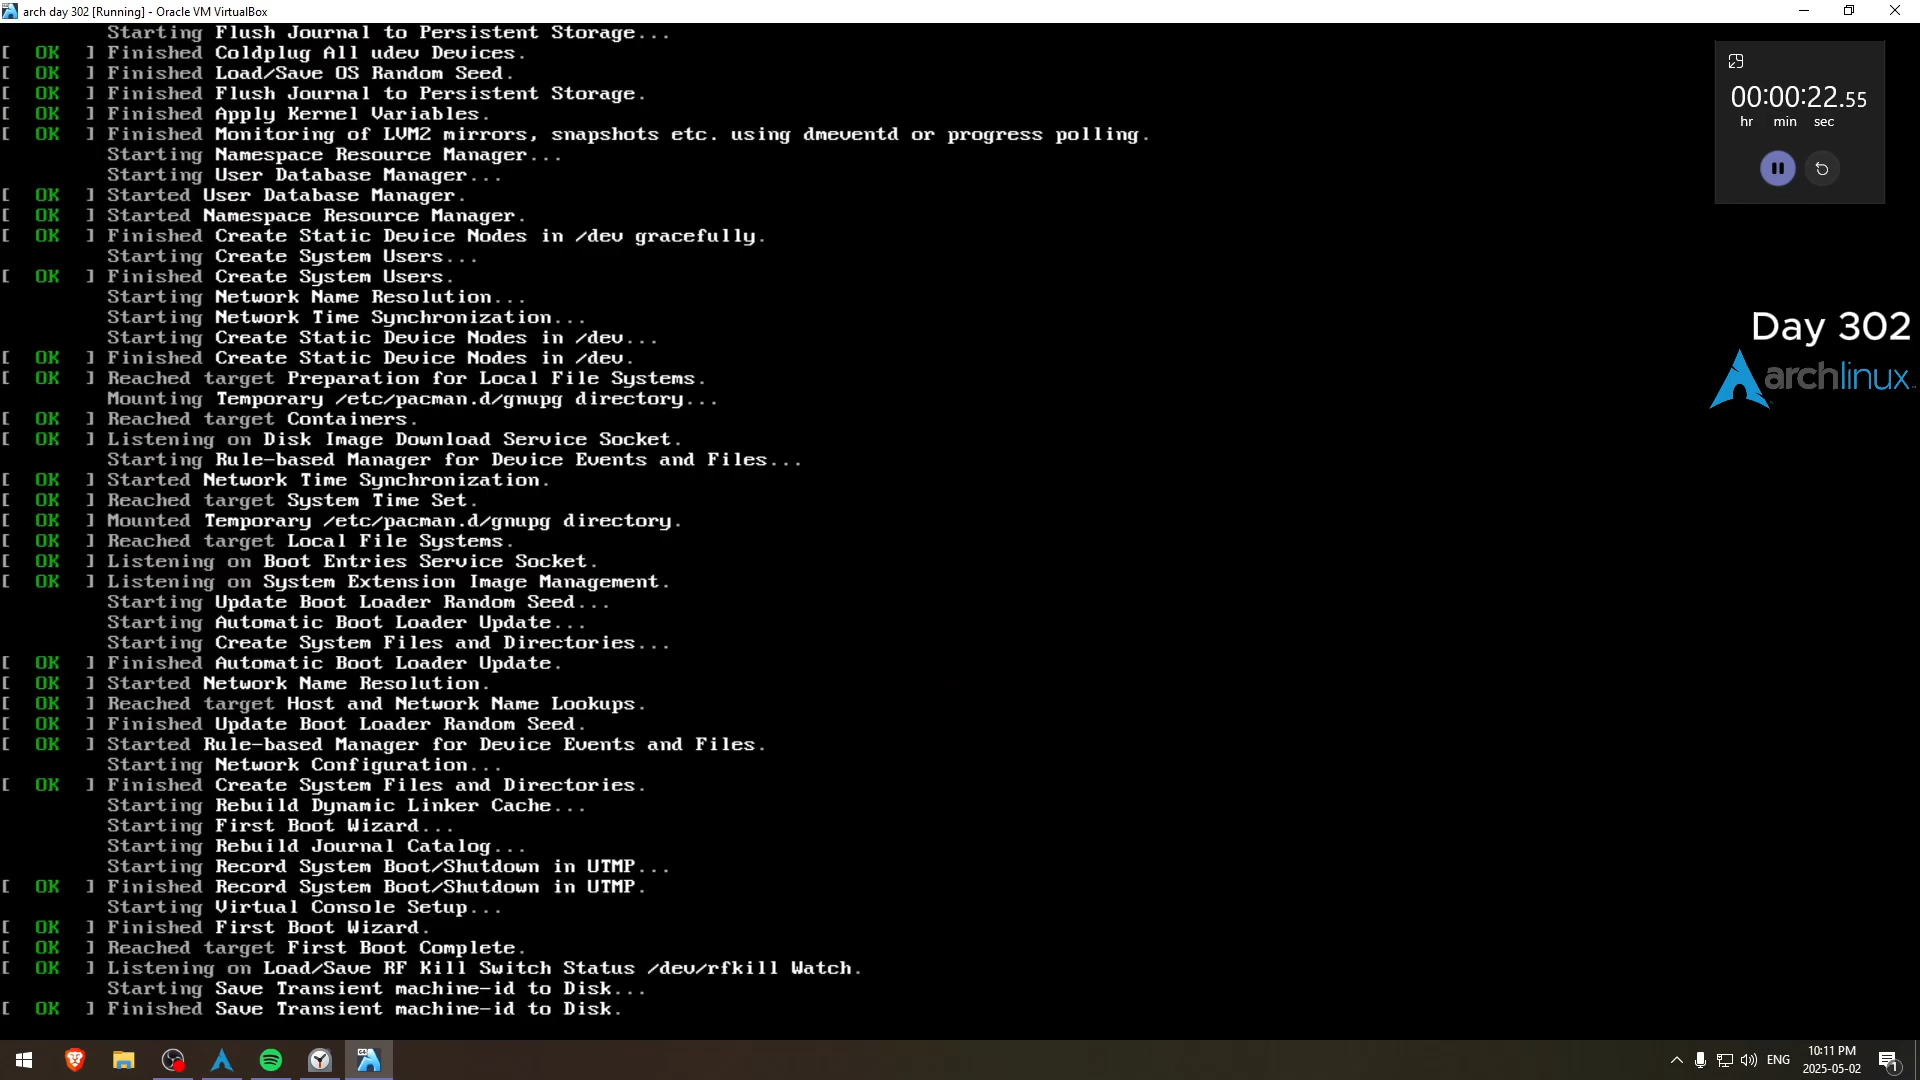 arch day 302 [Running] - Oracle VM VirtualBox
Starting Flush Journal to Persistent Storage...
[ OK ] Finished Coldplug All udev Devices.
[ OK ] Finished Load/Save OS Random Seed.
[ OK ] Finished Flush Journal to Persistent Storage.
[ OK ] Finished Apply Kernel Variables.
[ OK ] Finished Monitoring of LVM2 mirrors, snapshots etc. using dmeventd or progress polling.
Starting Namespace Resource Manager...
Starting User Database Manager...
[ OK ] Started User Database Manager.
[ OK ] Started Namespace Resource Manager.
[ OK ] Finished Create Static Device Nodes in /dev gracefully.
Starting Create System Users...
[ OK ] Finished Create System Users.
Starting Network Name Resolution...
Starting Network Time Synchronization...
Starting Create Static Device Nodes in /dev...
[ OK ] Finished Create Static Device Nodes in /dev.
[ OK ] Reached target Preparation for Local File Systems.
Mounting Temporary /etc/pacman.d/gnupg directory...
[ OK ] Reached target Containers.
[ OK ] Listening on Disk Image Download Service Socket.
Starting Rule-based Manager for Device Events and Files...
[ OK ] Started Network Time Synchronization.
[ OK ] Reached target System Time Set.
[ OK ] Mounted Temporary /etc/pacman.d/gnupg directory.
[ OK ] Reached target Local File Systems.
[ OK ] Listening on Boot Entries Service Socket.
[ OK ] Listening on System Extension Image Management.
Starting Update Boot Loader Random Seed...
Starting Automatic Boot Loader Update...
Starting Create System Files and Directories...
[ OK ] Finished Automatic Boot Loader Update.
[ OK ] Started Network Name Resolution.
[ OK ] Reached target Host and Network Name Lookups.
[ OK ] Finished Update Boot Loader Random Seed.
[ OK ] Started Rule-based Manager for Device Events and Files.
Starting Network Configuration...
[ OK ] Finished Create System Files and Directories.
Starting Rebuild Dynamic Linker Cache...
Starting First Boot Wizard...
Starting Rebuild Journal Catalog...
Starting Record System Boot/Shutdown in UTMP...
[ OK ] Finished Record System Boot/Shutdown in UTMP.
Starting Virtual Console Setup...
[ OK ] Finished First Boot Wizard.
[ OK ] Reached target First Boot Complete.
[ OK ] Listening on Load/Save RF Kill Switch Status /dev/rfkill Watch.
Starting Save Transient machine-id to Disk...
[ OK ] Finished Save Transient machine-id to Disk.
00:00:22.55
hr min sec
Day 302
archlinux
ENG
10:11 PM
2025-05-02
1